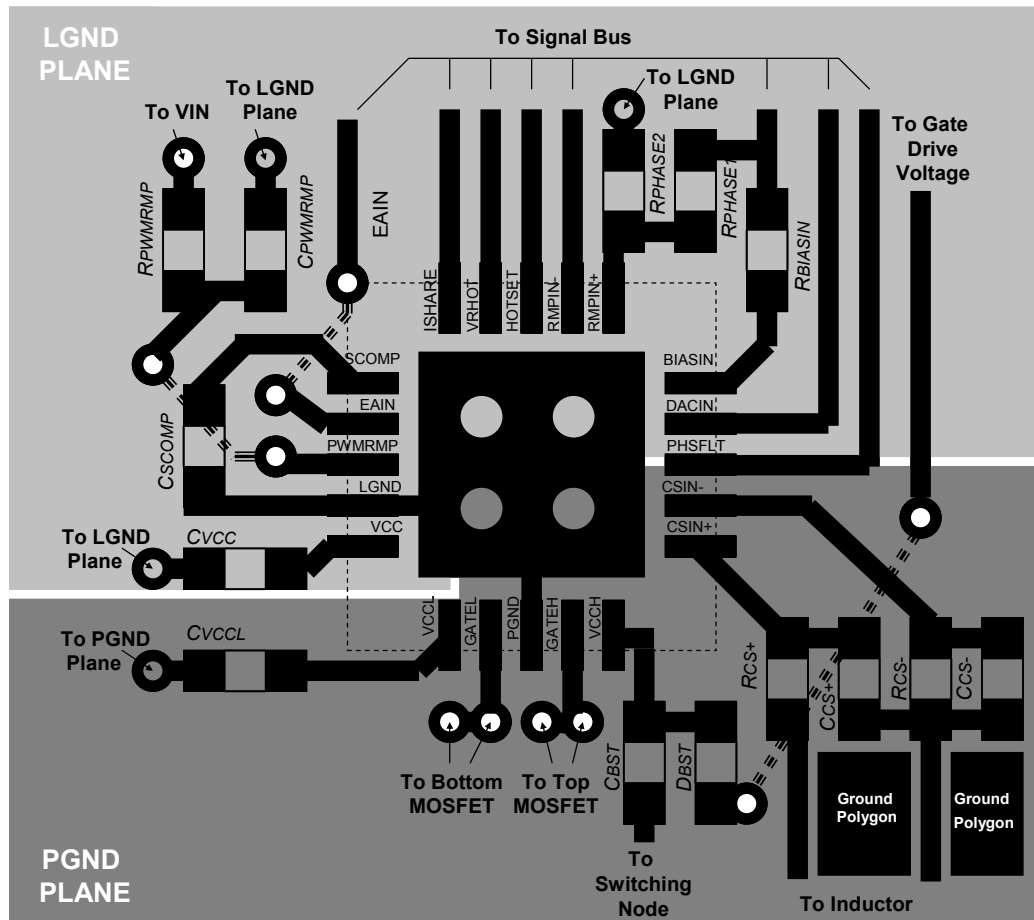 LGND
PLANE
To Signal Bus
To VIN
To LGND
Plane
To LGND
Plane
To Gate
Drive
Voltage
RPWMRMP
CPWMRMP
EAIN
RPHASE2
RPHASE1
RBIASIN
ISHARE
VRHOT
HOTSET
RMPIN-
RMPIN+
SCOMP
EAIN
PWMRMP
LGND
VCC
BIASIN
DACIN
PHSFLT
CSIN-
CSIN+
CSCOMP
To LGND
Plane
CVCC
VCCL
GATEL
PGND
GATEH
VCCH
To PGND
Plane
CVCCL
RCS+
CCS+
RCS-
CCS-
CBST
DBST
To Bottom
MOSFET
To Top
MOSFET
Ground
Polygon
Ground
Polygon
To
Switching
Node
To Inductor
PGND
PLANE